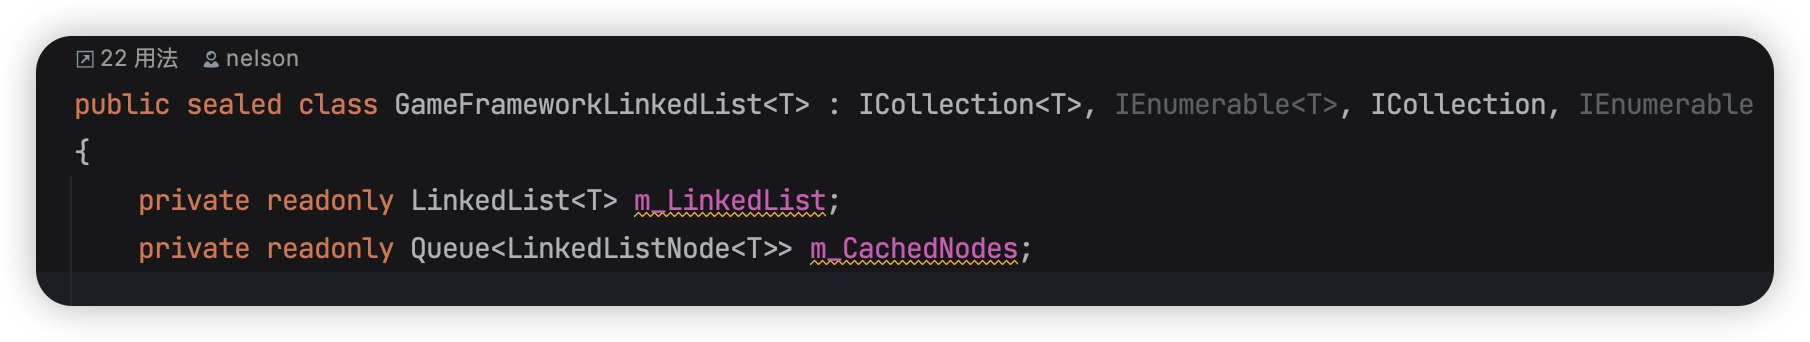 22 用法 nelson
public sealed class GameFrameworkLinkedList<T> : ICollection<T>, IEnumerable<T>, ICollection, IEnumerable
{
    private readonly LinkedList<T> m_LinkedList;
    private readonly Queue<LinkedListNode<T>> m_CachedNodes;